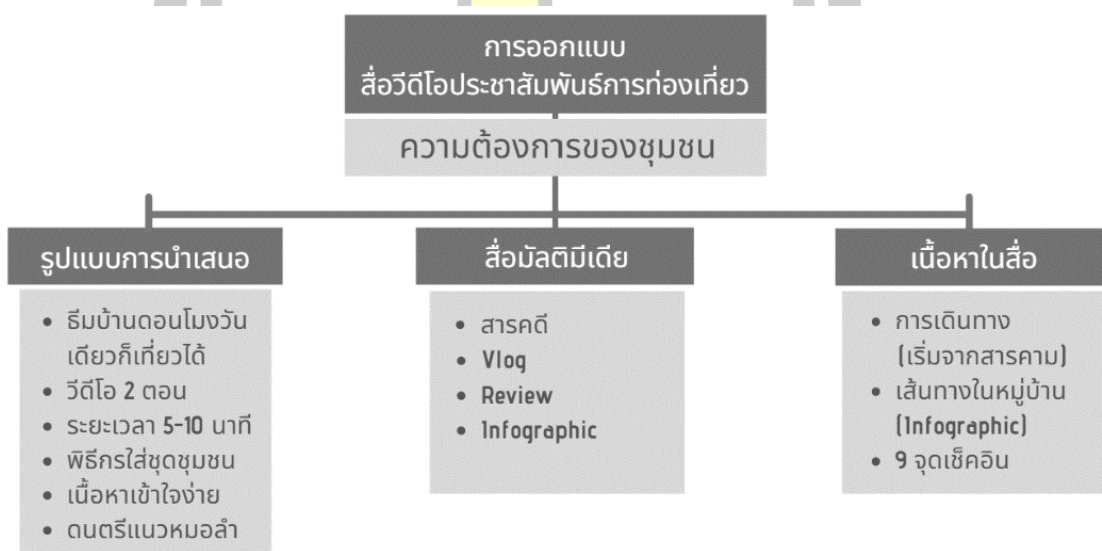 การออกแบบ
สื่อวีดีโอประชาสัมพันธ์การท่องเที่ยว
ความต้องการของชุมชน
รูปแบบการนำเสนอ
• ธีมบ้านดอนโมงวัน
เดียวก็เที่ยวได้
• วีดีโอ 2 ตอน
• ระยะเวลา 5-10 นาที
• พิธีกรใส่ชุดชุมชน
• เนื้อหาเข้าใจง่าย
• ดนตรีแนวหมอลำ
สื่อมัลติมีเดีย
• สารคดี
• Vlog
• Review
• Infographic
เนื้อหาในสื่อ
• การเดินทาง
(เริ่มจากสารคาม)
• เส้นทางในหมู่บ้าน
(Infographic)
• 9 จุดเช็คอิน